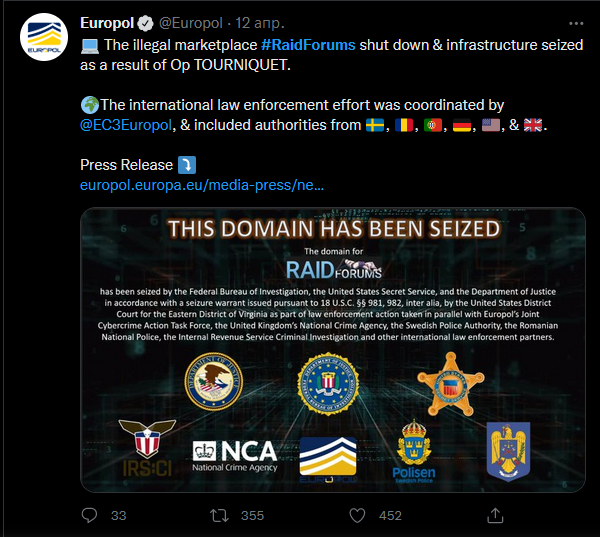 Europol @Europol · 12 апр.
💻 The illegal marketplace #RaidForums shut down & infrastructure seized
as a result of Op TOURNIQUET.
🌍The international law enforcement effort was coordinated by
@EC3Europol, & included authorities from 🇸🇪, 🇷🇴, 🇵🇹, 🇩🇪, 🇺🇸, & 🇬🇧.
Press Release ⤵️
europol.europa.eu/media-press/ne…
THIS DOMAIN HAS BEEN SEIZED
The domain for
RAIDFORUMS
has been seized by the Federal Bureau of Investigation, the United States Secret Service, and the Department of Justice
in accordance with a seizure warrant issued pursuant to 18 U.S.C. §§ 981, 982, inter alia, by the United States District
Court for the Eastern District of Virginia as part of law enforcement action taken in parallel with Europol's Joint
Cybercrime Action Task Force, the United Kingdom's National Crime Agency, the Swedish Police Authority, the Romanian
National Police, the Internal Revenue Service Criminal Investigation and other international law enforcement partners.
IRS:CI
NCA
National Crime Agency
EUROPOL
Polisen
Swedish Police
33 355 452